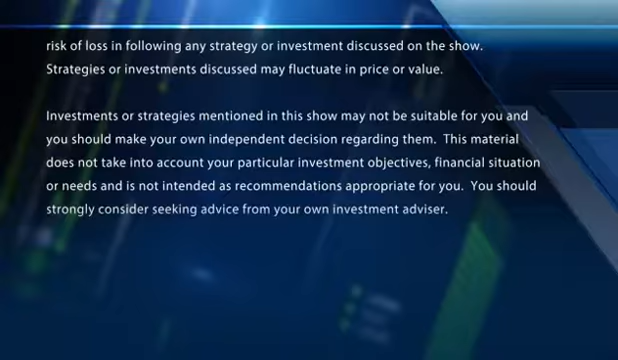 risk of loss in following any strategy or investment discussed on the show.
Strategies or investments discussed may fluctuate in price or value.
Investments or strategies mentioned in this show may not be suitable for you and
you should make your own independent decision regarding them.  This material
does not take into account your particular investment objectives, financial situation
or needs and is not intended as recommendations appropriate for you.  You should
strongly consider seeking advice from your own investment adviser.